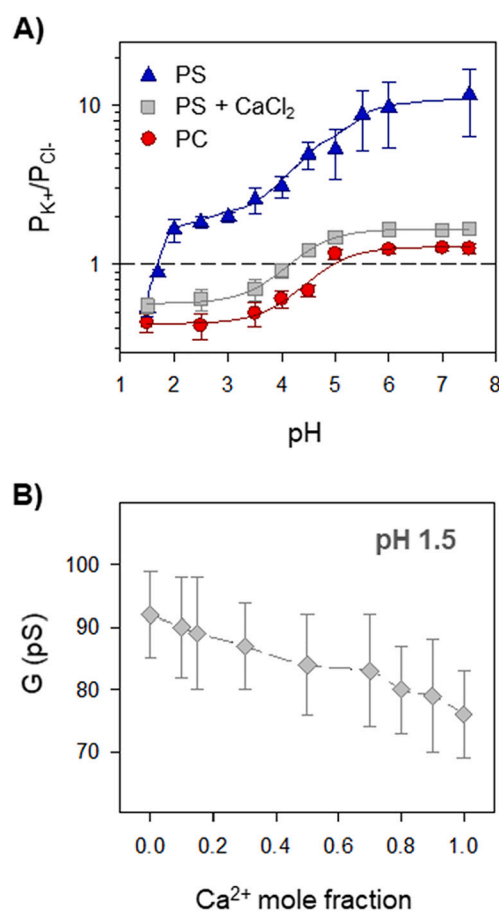 A)
PS
PS + CaCl2
PC
10
1
PK+/PCl-
1 2 3 4 5 6 7 8
pH
B)
pH 1.5
100
90
80
70
G (pS)
0.0 0.2 0.4 0.6 0.8 1.0
Ca2+ mole fraction